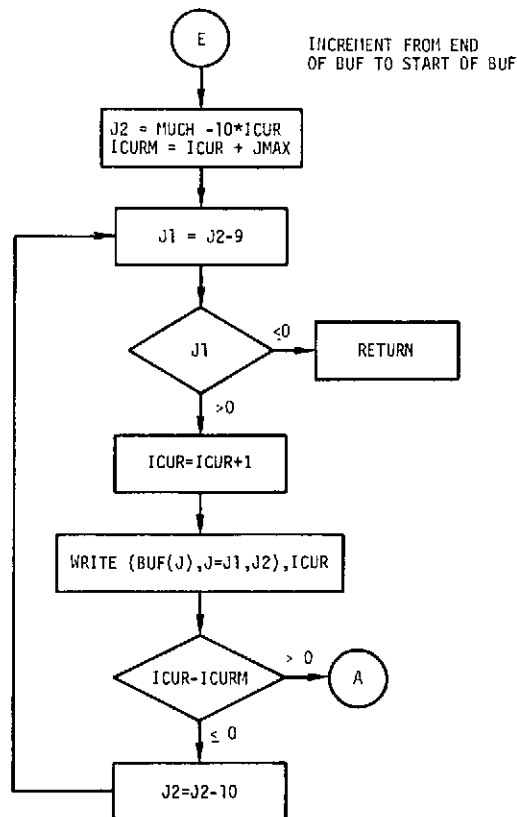 E
INCREMENT FROM END
OF BUF TO START OF BUF
J2 = MUCH -10*ICUR
ICURM = ICUR + JMAX
J1 = J2-9
J1
≤0
RETURN
>0
ICUR=ICUR+1
WRITE (BUF(J),J=J1,J2),ICUR
ICUR-ICURM
> 0
A
≤ 0
J2=J2-10